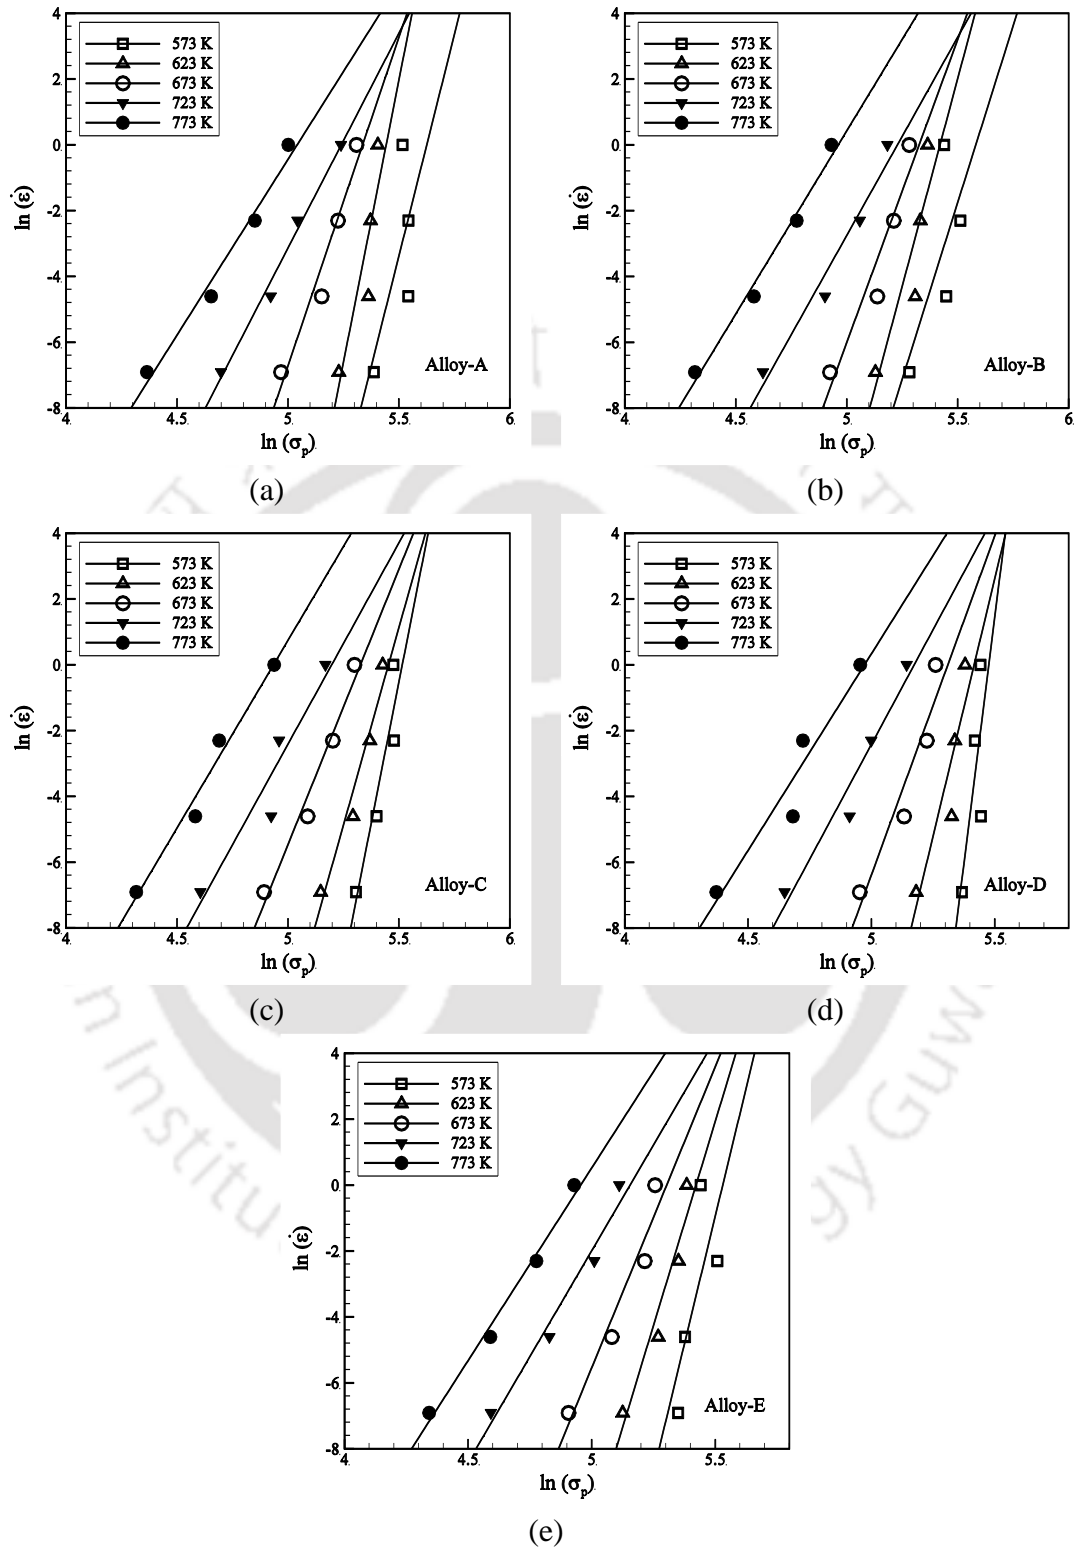 573 K
623 K
673 K
723 K
773 K
4
2
0
-2
-4
-6
-8
ln (ε̇)
Alloy-A
4 4.5 5 5.5 6
ln (σp)
(a)
573 K
623 K
673 K
723 K
773 K
4
2
0
-2
-4
-6
-8
ln (ε̇)
Alloy-B
4 4.5 5 5.5 6
ln (σp)
(b)
573 K
623 K
673 K
723 K
773 K
4
2
0
-2
-4
-6
-8
ln (ε̇)
Alloy-C
4 4.5 5 5.5 6
ln (σp)
(c)
573 K
623 K
673 K
723 K
773 K
4
2
0
-2
-4
-6
-8
ln (ε̇)
Alloy-D
4 4.5 5 5.5
ln (σp)
(d)
573 K
623 K
673 K
723 K
773 K
4
2
0
-2
-4
-6
-8
ln (ε̇)
Alloy-E
4 4.5 5 5.5
ln (σp)
(e)